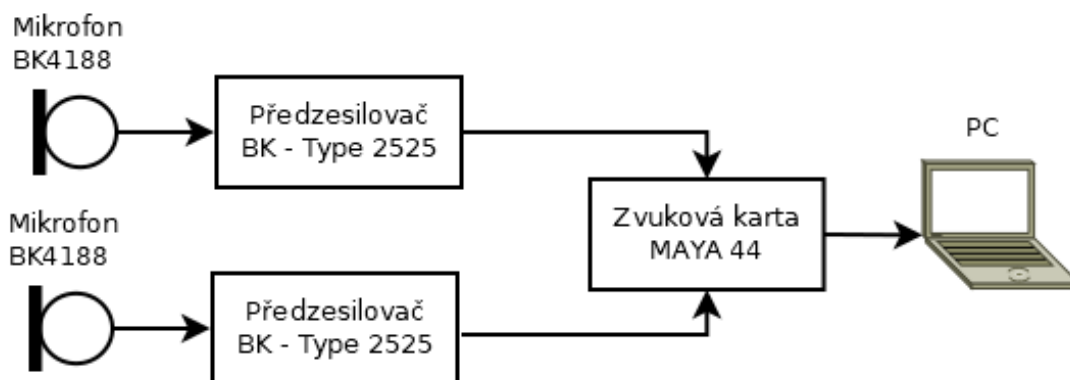 Mikrofon
BK4188
Předzesilovač
BK - Type 2525
PC
Zvuková karta
MAYA 44
Mikrofon
BK4188
Předzesilovač
BK - Type 2525